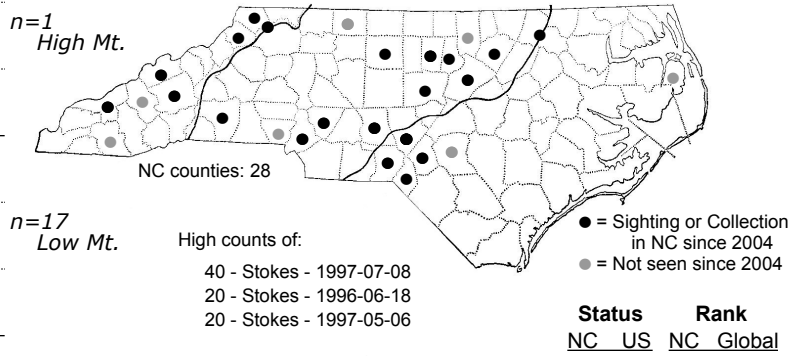 n=1
High Mt.
NC counties: 28
n=17
Low Mt.
High counts of:
40 - Stokes - 1997-07-08
20 - Stokes - 1996-06-18
20 - Stokes - 1997-05-06
= Sighting or Collection
in NC since 2004
= Not seen since 2004
Status Rank
NC US NC Global